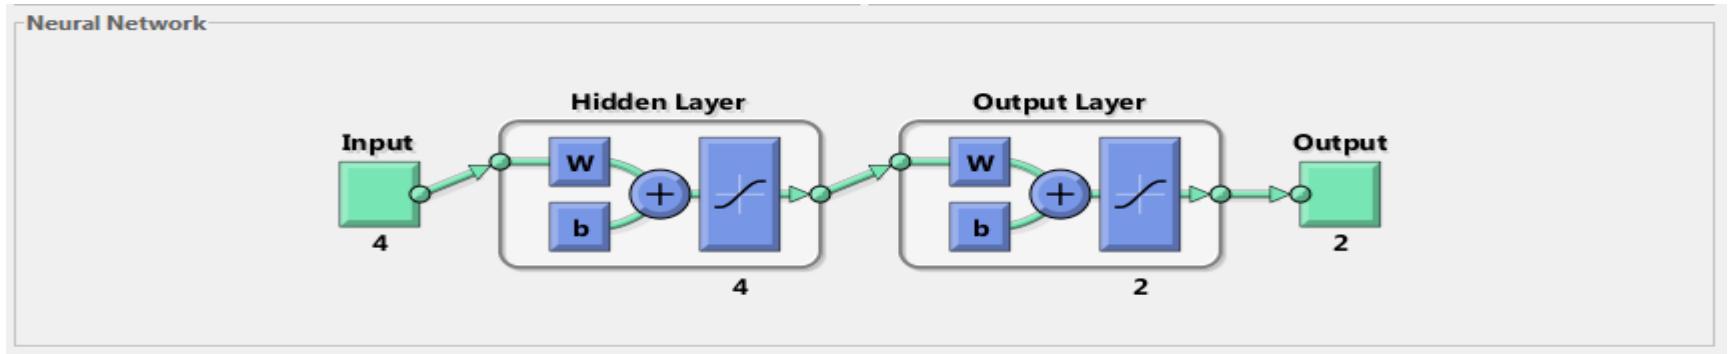 Neural Network
Hidden Layer
Output Layer
Input
Output
W
W
+
+
b
b
4
2
4
2